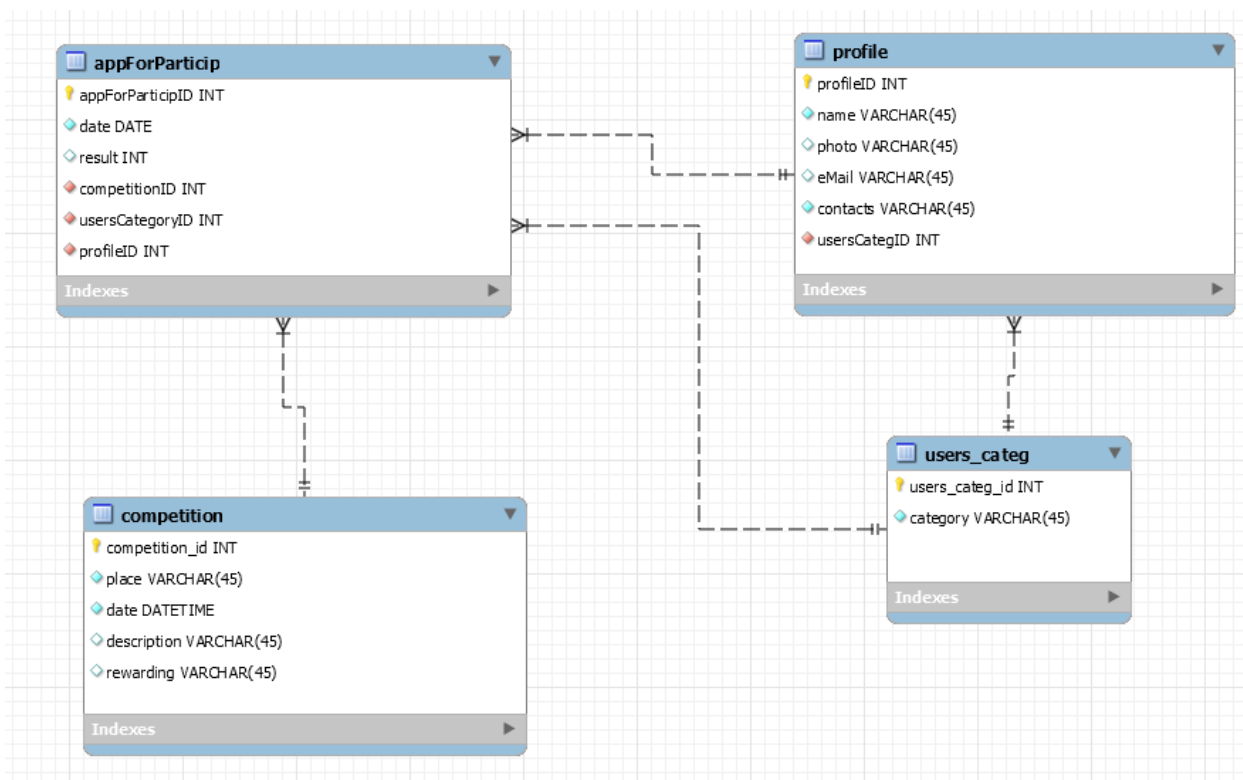 appForParticip
appForParticipID INT
date DATE
result INT
competitionID INT
usersCategoryID INT
profileID INT
Indexes
profile
profileID INT
name VARCHAR(45)
photo VARCHAR(45)
eMail VARCHAR(45)
contacts VARCHAR(45)
usersCategID INT
Indexes
competition
competition_id INT
place VARCHAR(45)
date DATETIME
description VARCHAR(45)
rewarding VARCHAR(45)
Indexes
users_categ
users_categ_id INT
category VARCHAR(45)
Indexes